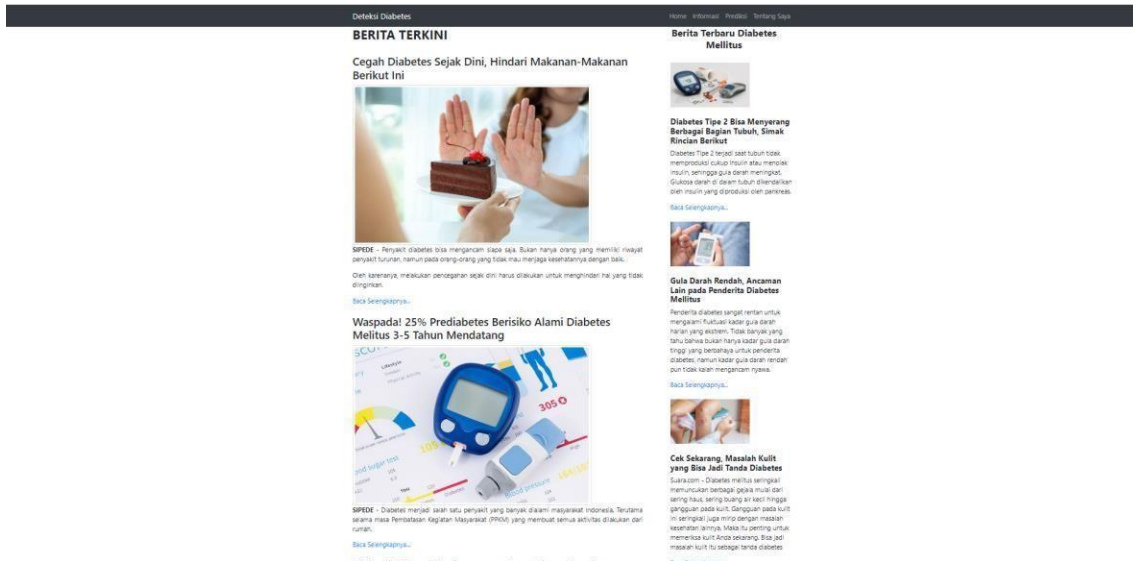 Deteksi Diabetes
Home Informasi Prediksi Tentang Saya
BERITA TERKINI
Cegah Diabetes Sejak Dini, Hindari Makanan-Makanan
Berikut Ini
SIPEDE - Penyakit diabetes bisa mengancam siapa saja. Bukan hanya orang yang memiliki riwayat
penyakit turunan, namun pada orang-orang yang tidak mau menjaga kesehatannya dengan baik.
Oleh karenanya, melakukan pencegahan sejak dini harus dilakukan untuk menghindari hal yang tidak
diinginkan.
Baca Selengkapnya...
Waspada! 25% Prediabetes Berisiko Alami Diabetes
Melitus 3-5 Tahun Mendatang
Lifestyle
305
109
ood sugar test
Blood pressure
SIPEDE - Diabetes menjadi salah satu penyakit yang banyak dialami masyarakat Indonesia. Terutama
selama masa Pembatasan Kegiatan Masyarakat (PPKM) yang membuat semua aktivitas dilakukan dari
rumah.
Baca Selengkapnya...
Berita Terbaru Diabetes
Mellitus
Diabetes Tipe 2 Bisa Menyerang
Berbagai Bagian Tubuh, Simak
Rincian Berikut
Diabetes Tipe 2 terjadi saat tubuh tidak
memproduksi cukup insulin atau menolak
insulin, sehingga gula darah meningkat.
Glukosa darah di dalam tubuh dikendalikan
oleh insulin yang diproduksi oleh pankreas.
Baca Selengkapnya...
Gula Darah Rendah, Ancaman
Lain pada Penderita Diabetes
Mellitus
Penderita diabetes sangat rentan untuk
mengalami fluktuasi kadar gula darah
harian yang ekstrem. Tidak banyak yang
tahu bahwa bukan hanya kadar gula darah
tinggi yang berbahaya untuk penderita
diabetes, namun kadar gula darah rendah
pun tidak kalah mengancam nyawa.
Baca Selengkapnya...
Cek Sekarang, Masalah Kulit
yang Bisa Jadi Tanda Diabetes
Suara.com - Diabetes melitus seringkali
memunculkan berbagai gejala mulai dari
sering haus, sering buang air kecil hingga
gangguan pada kulit. Gangguan pada kulit
ini seringkali juga mirip dengan masalah
kesehatan lainnya. Maka itu penting untuk
memeriksa kulit Anda sekarang. Bisa jadi
masalah kulit itu sebagai tanda diabetes